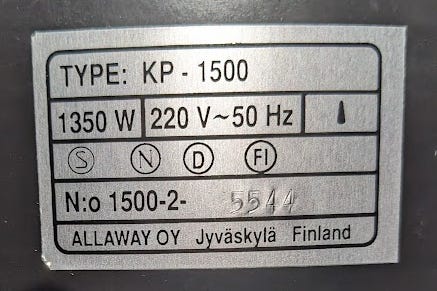 TYPE: KP - 1500
1350 W 220 V~50 Hz
S N D FI
N:o 1500-2- 5544
ALLAWAY OY Jyväskylä Finland